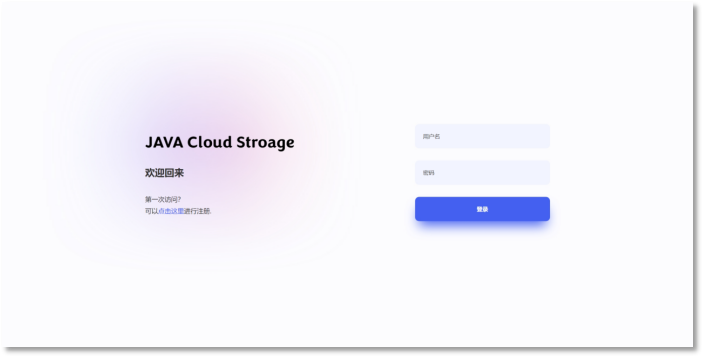 JAVA Cloud Stroage
欢迎回来
第一次访问?
可以点击这里进行注册.
用户名
密码
登录